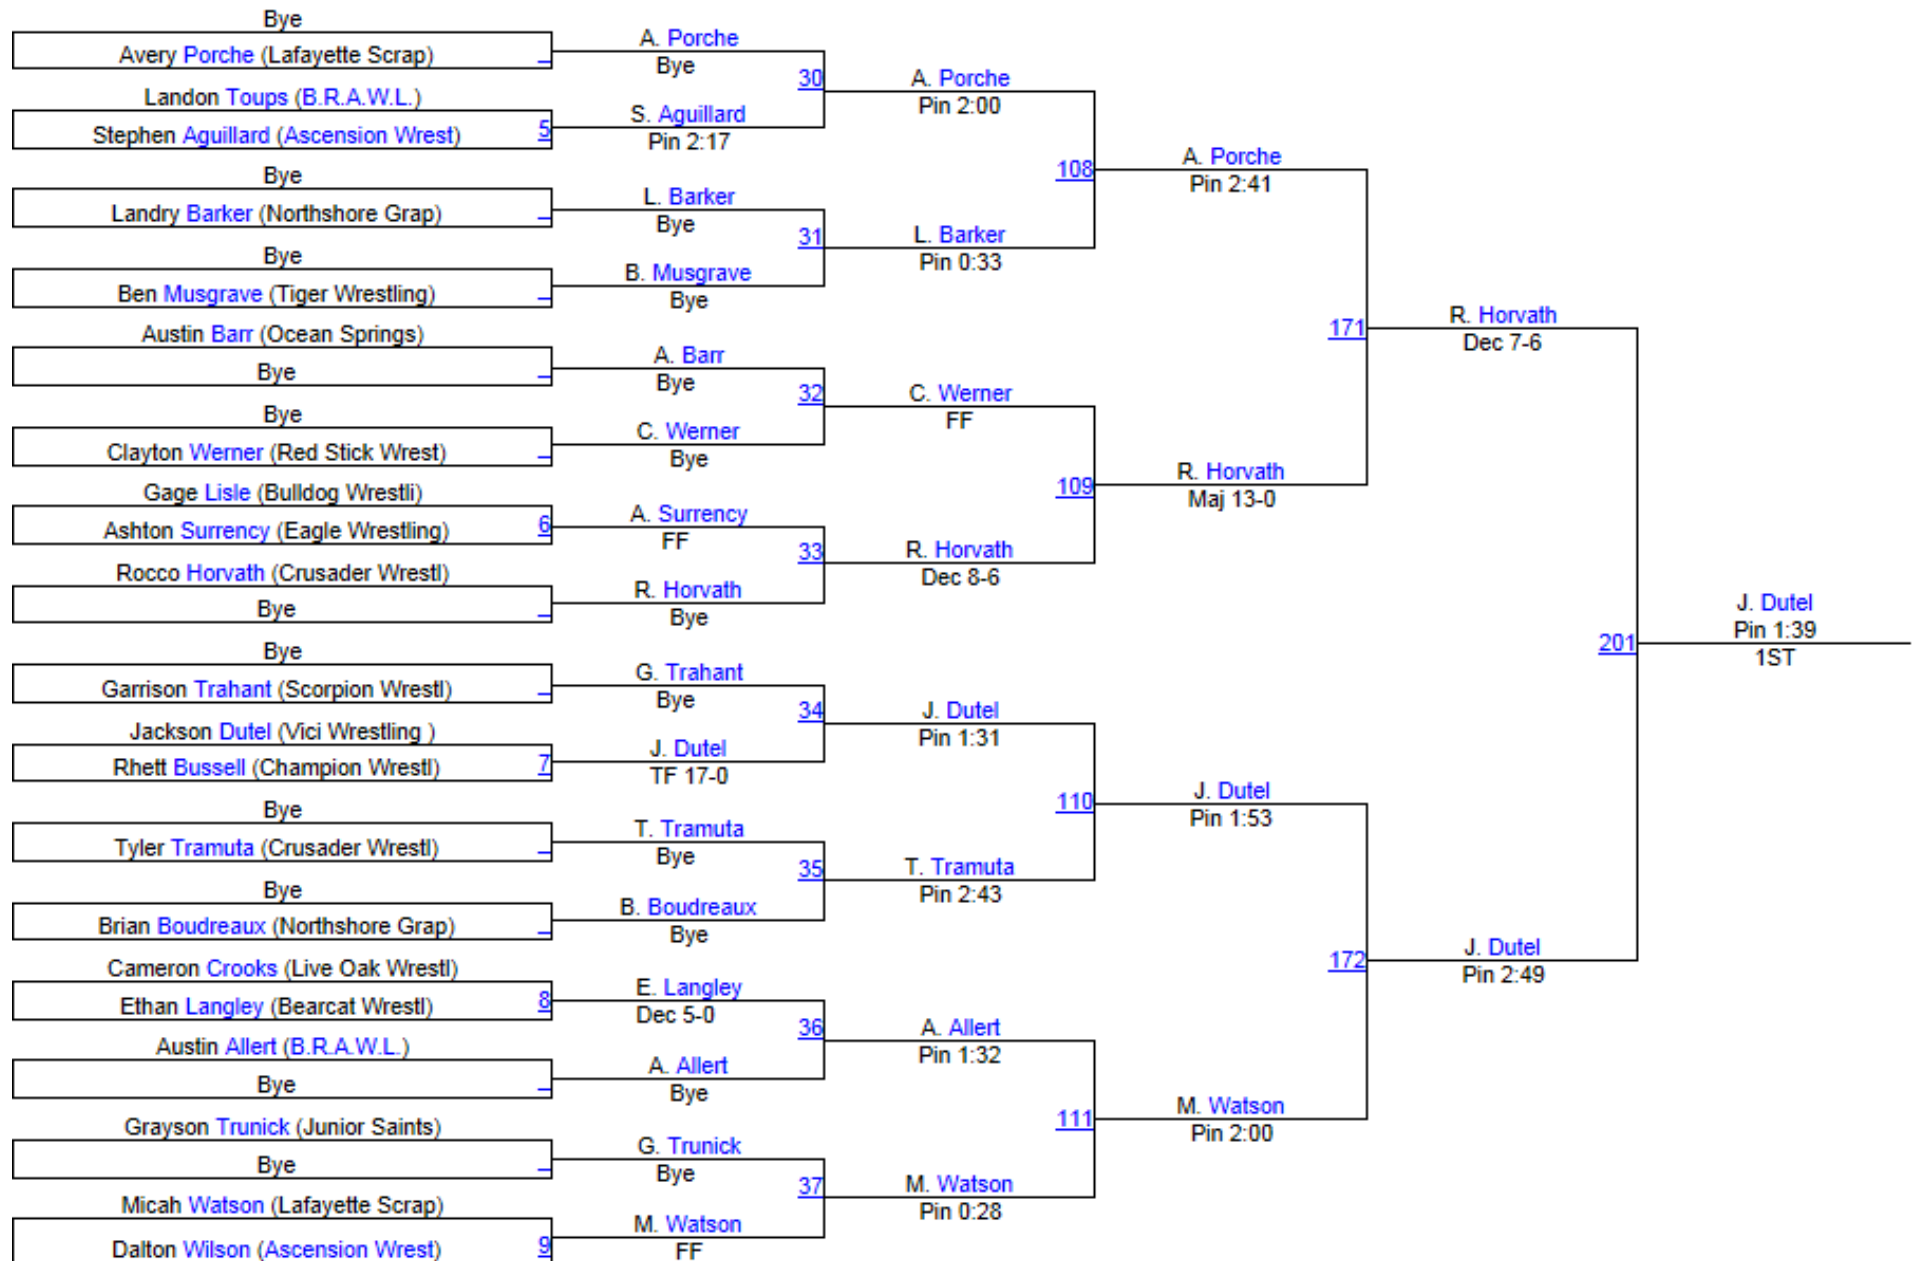 Bye
Avery Porche (Lafayette Scrap)
Landon Toups (B.R.A.W.L.)
Stephen Aguillard (Ascension Wrest) 5
Bye
Landry Barker (Northshore Grap)
Bye
Ben Musgrave (Tiger Wrestling)
Austin Barr (Ocean Springs)
Bye
Bye
Clayton Werner (Red Stick Wrest)
Gage Lisle (Bulldog Wrestli)
Ashton Surrency (Eagle Wrestling) 6
Rocco Horvath (Crusader Wrestl)
Bye
Bye
Garrison Trahant (Scorpion Wrestl)
Jackson Dutel (Vici Wrestling )
Rhett Bussell (Champion Wrestl) 7
Bye
Tyler Tramuta (Crusader Wrestl)
Bye
Brian Boudreaux (Northshore Grap)
Cameron Crooks (Live Oak Wrestl)
Ethan Langley (Bearcat Wrestl) 8
Austin Allert (B.R.A.W.L.)
Bye
Grayson Trunick (Junior Saints)
Bye
Micah Watson (Lafayette Scrap)
Dalton Wilson (Ascension Wrest) 9
A. Porche
Bye
30
S. Aguillard
Pin 2:17
L. Barker
Bye
31
B. Musgrave
Bye
A. Barr
Bye
32
C. Werner
Bye
A. Surrency
FF
33
R. Horvath
Bye
G. Trahant
Bye
34
J. Dutel
TF 17-0
T. Tramuta
Bye
35
B. Boudreaux
Bye
E. Langley
Dec 5-0
36
A. Allert
Bye
G. Trunick
Bye
37
M. Watson
FF
A. Porche
Pin 2:00
108
L. Barker
Pin 0:33
C. Werner
FF
109
R. Horvath
Dec 8-6
J. Dutel
Pin 1:31
110
T. Tramuta
Pin 2:43
A. Allert
Pin 1:32
111
M. Watson
Pin 0:28
A. Porche
Pin 2:41
171
R. Horvath
Maj 13-0
J. Dutel
Pin 1:53
172
M. Watson
Pin 2:00
R. Horvath
Dec 7-6
201
J. Dutel
Pin 2:49
J. Dutel
Pin 1:39
1ST